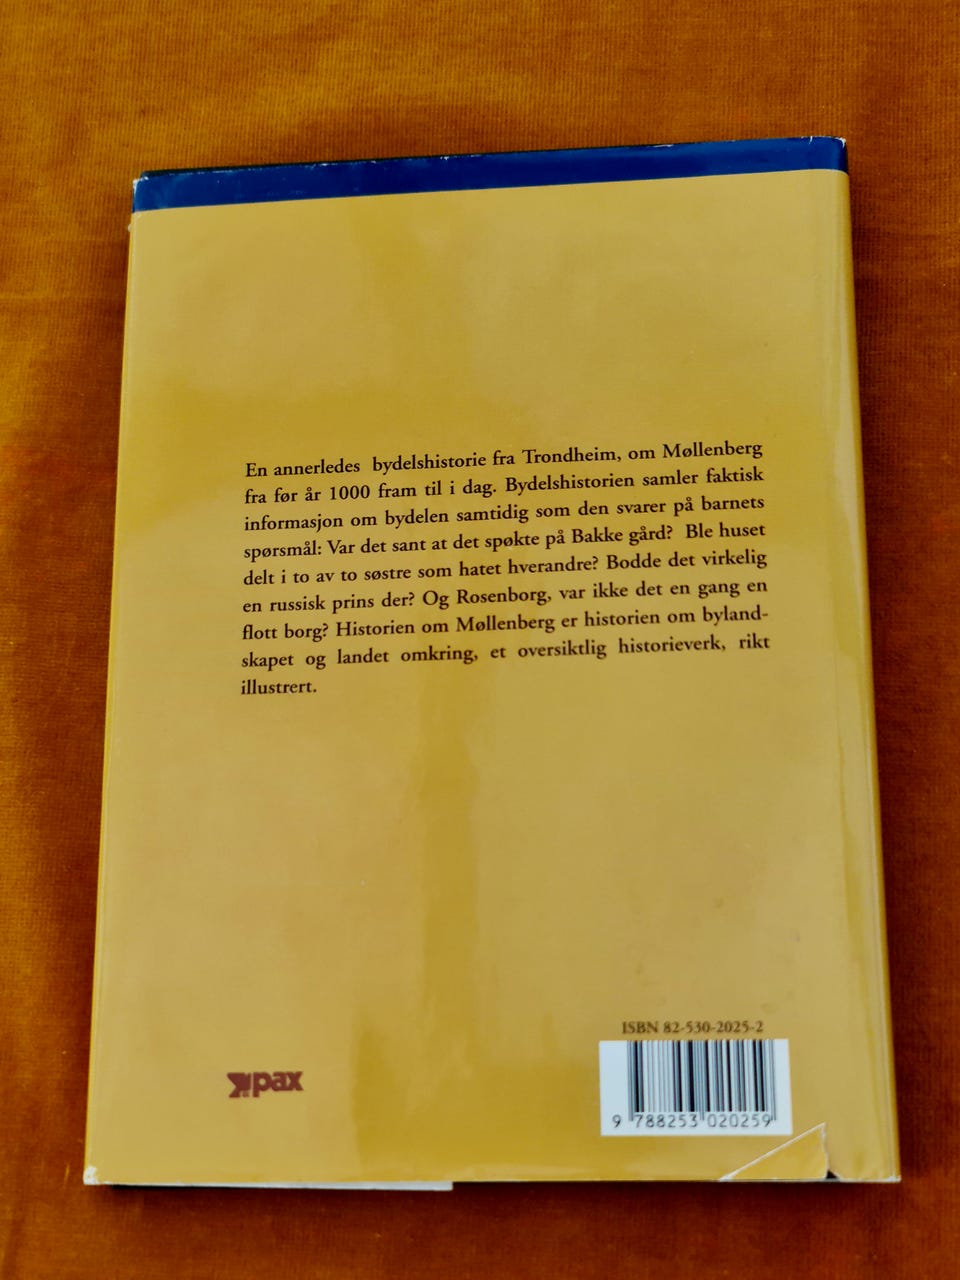 En annerledes bydelshistorie fra Trondheim, om Møllenberg
fra før år 1000 fram til i dag. Bydelshistorien samler faktisk
informasjon om bydelen samtidig som den svarer på barnets
spørsmål: Var det sant at det spøkte på Bakke gård? Ble huset
delt i to av to søstre som hatet hverandre? Bodde det virkelig
en russisk prins der? Og Rosenborg, var ikke det en gang en
flott borg? Historien om Møllenberg er historien om byland-
skapet og landet omkring, et oversiktlig historieverk, rikt
illustrert.
ISBN 82-530-2025-2
pax
9 788253 020259